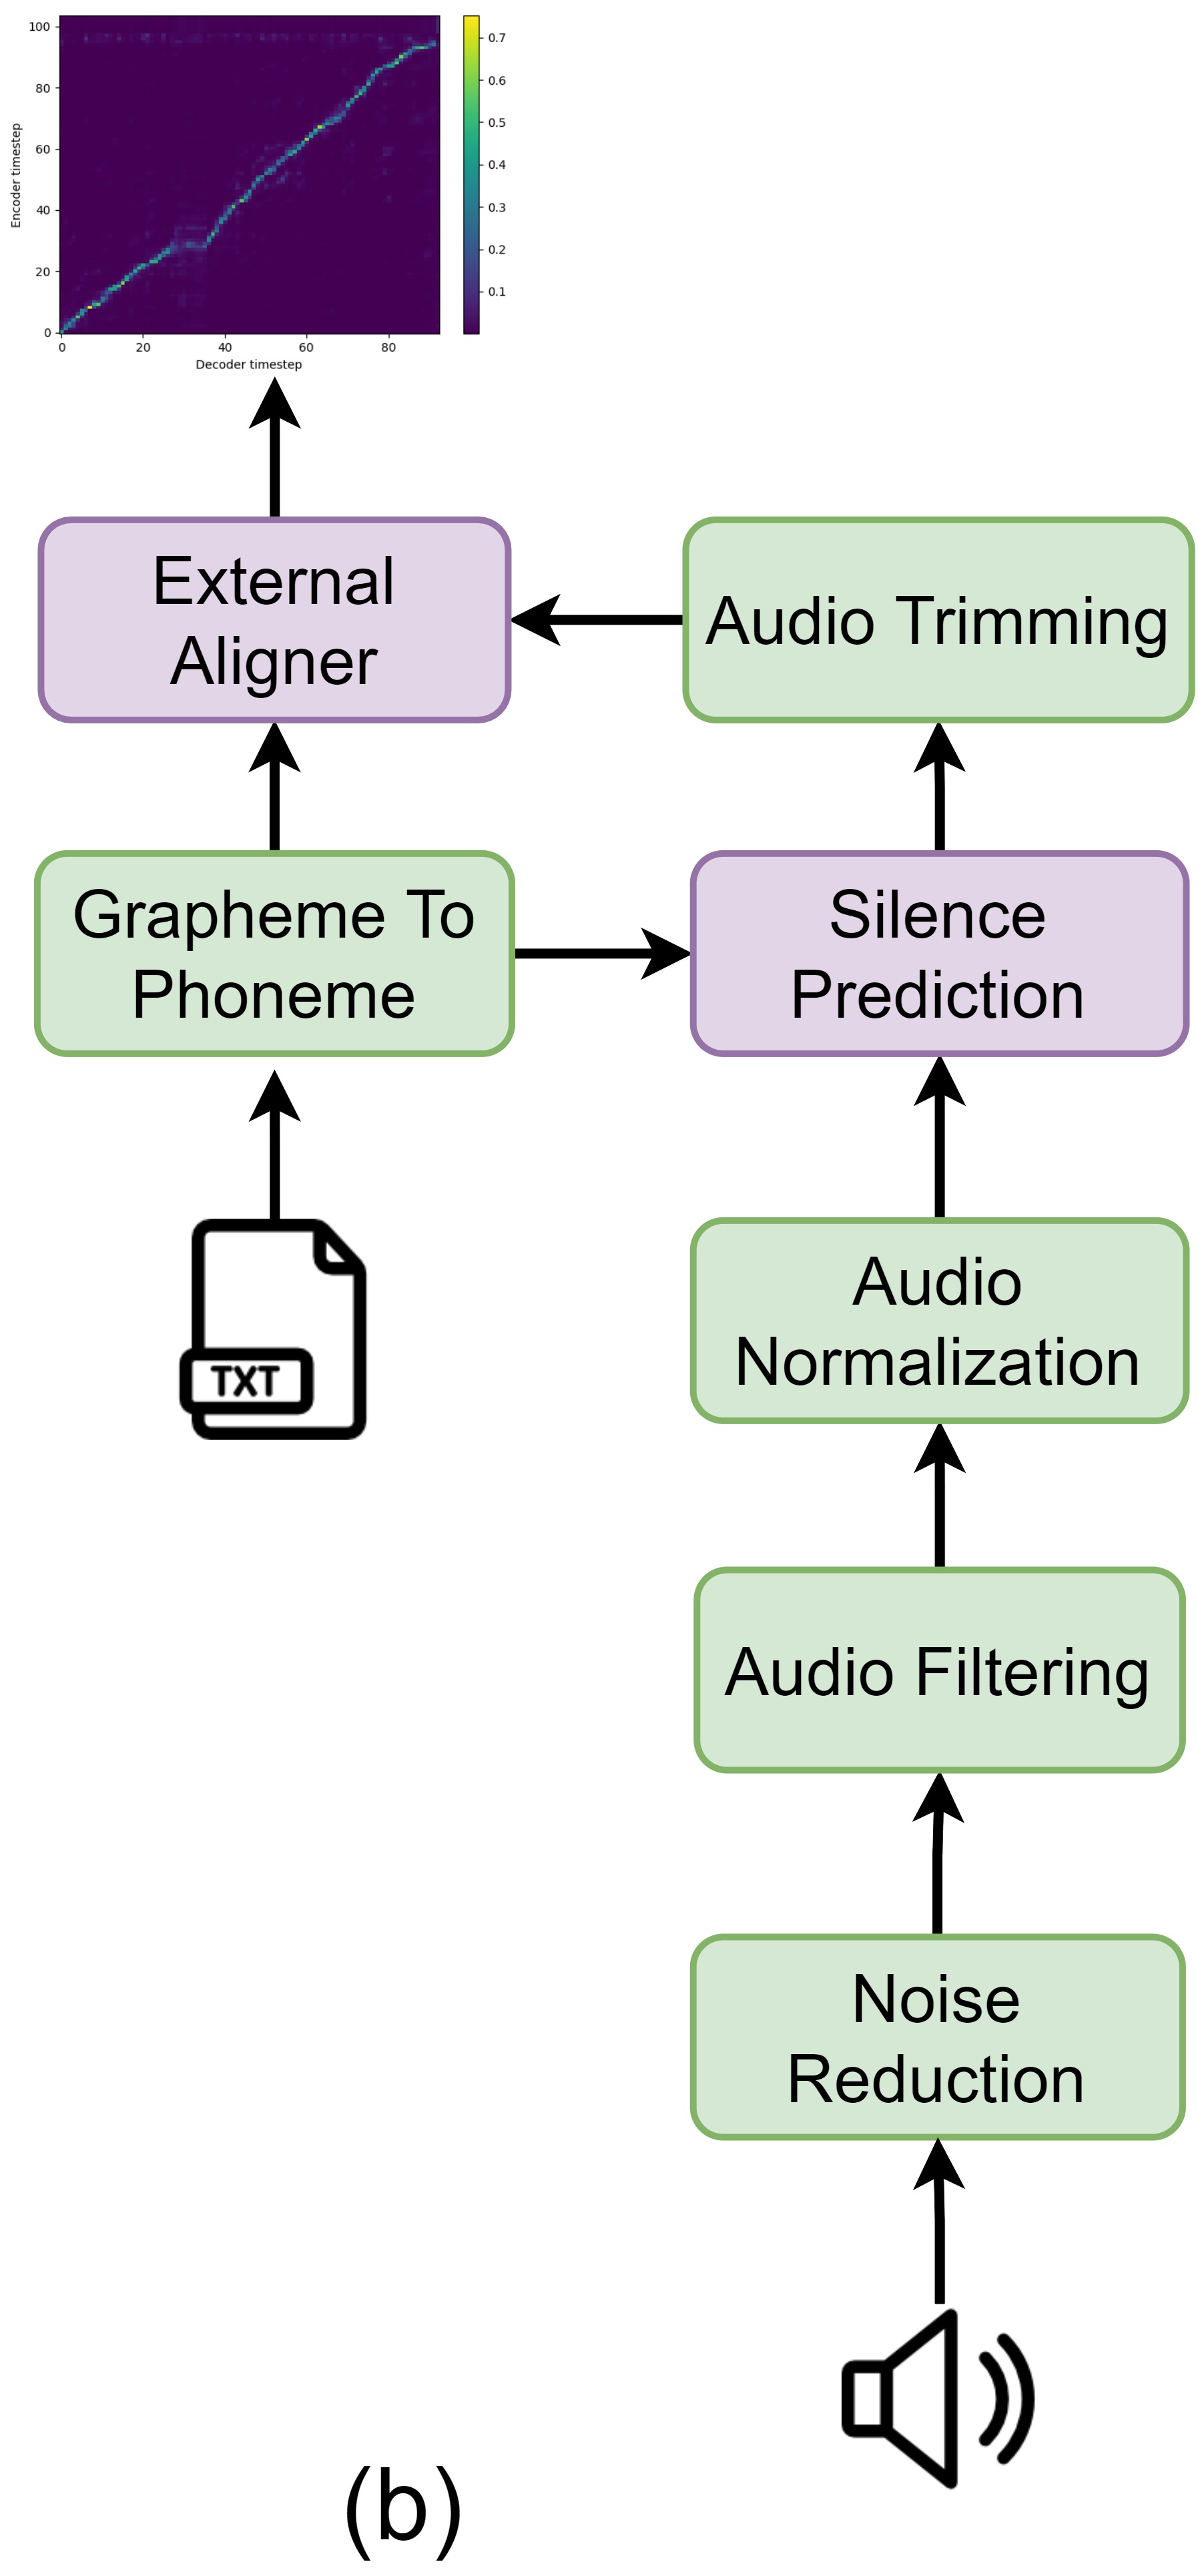 100
80
60
40
20
0
Encoder timestep
0 20 40 60 80
Decoder timestep
0.7
0.6
0.5
0.4
0.3
0.2
0.1
External
Aligner
Audio Trimming
Grapheme To
Phoneme
Silence
Prediction
TXT
Audio
Normalization
Audio Filtering
Noise
Reduction
(b)